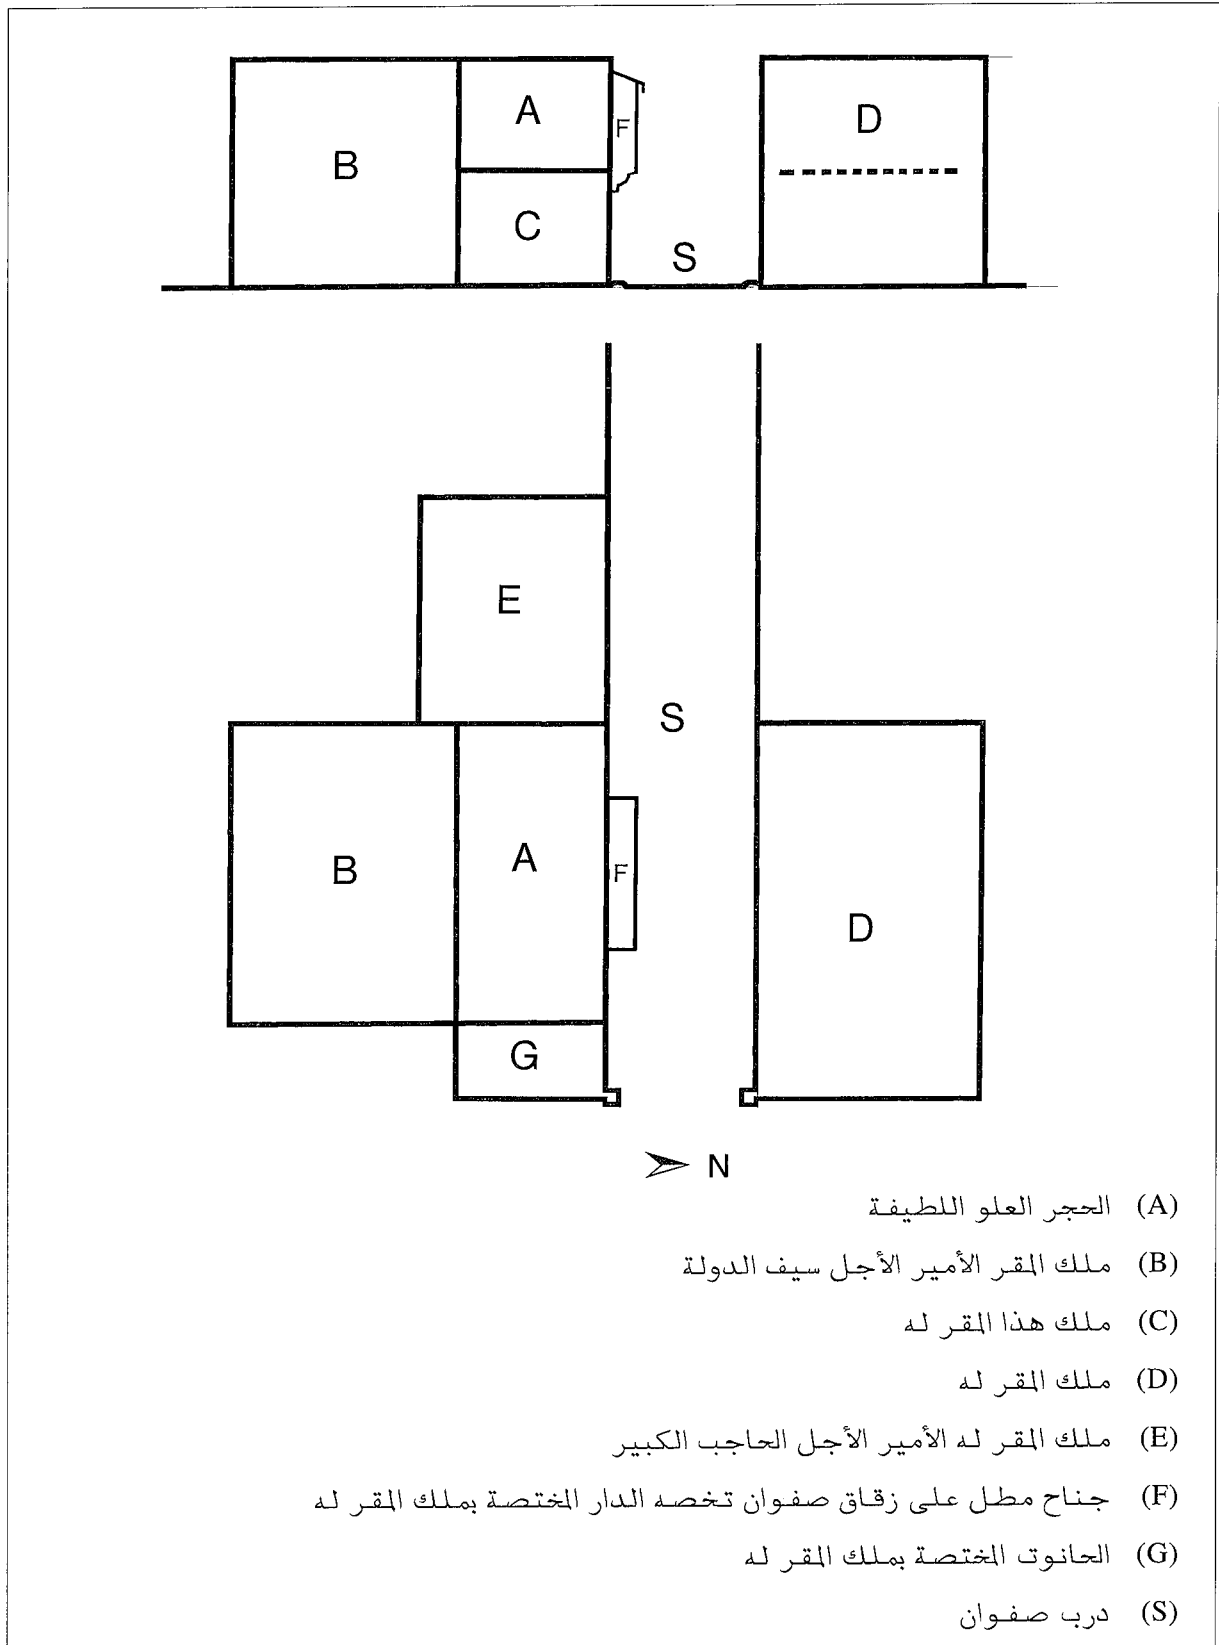 A
F
D
B
C
S
E
S
A
B
F
D
G
N
(A) الحجر العلو اللطيفة
(B) ملك المقر الأمير الأجل سيف الدولة
(C) ملك هذا المقر له
(D) ملك المقر له
(E) ملك المقر له الأمير الأجل الحاجب الكبير
(F) جناح مطل على زقاق صفوان تخصه الدار المختصة بملك المقر له
(G) الحانوت المختصة بملك المقر له
(S) درب صفوان